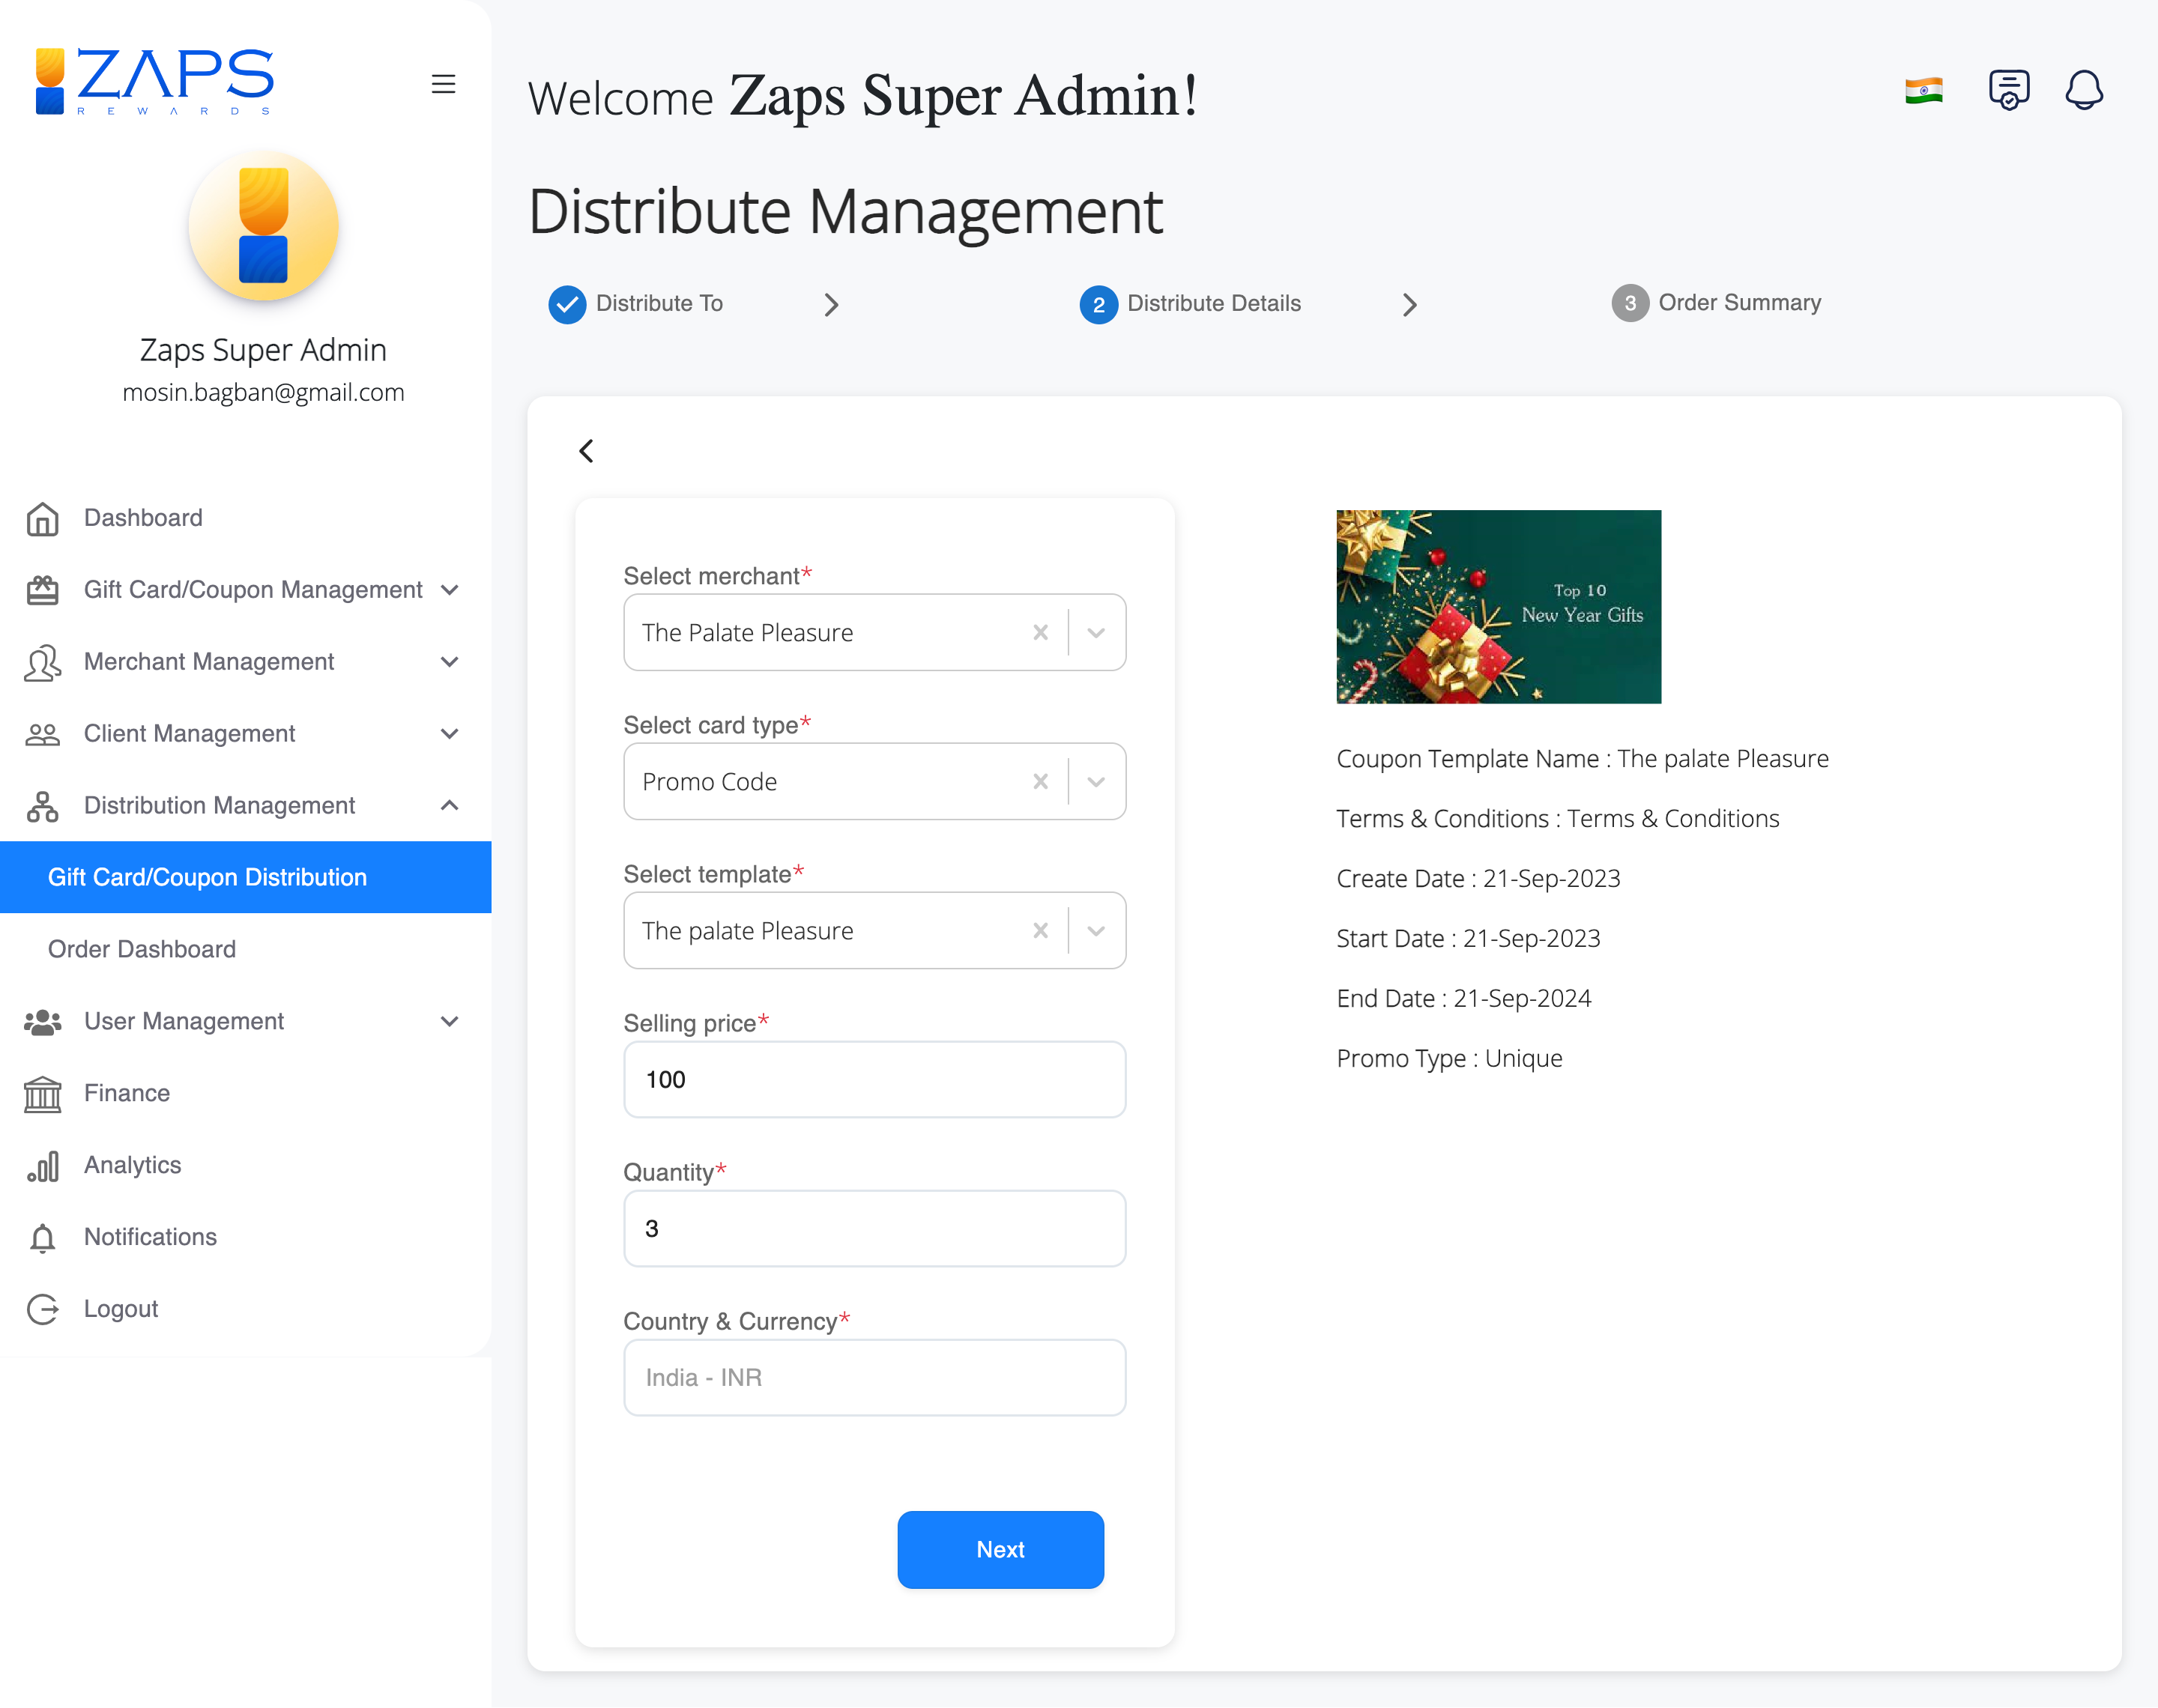 ZAPS
REWARDS
Zaps Super Admin
mosin.bagban@gmail.com
Dashboard
Gift Card/Coupon Management
Merchant Management
Client Management
Distribution Management
Gift Card/Coupon Distribution
Order Dashboard
User Management
Finance
Analytics
Notifications
Logout
Welcome Zaps Super Admin!
Distribute Management
Distribute To
2 Distribute Details
3 Order Summary
Select merchant*
The Palate Pleasure
Select card type*
Promo Code
Select template*
The palate Pleasure
Selling price*
100
Quantity*
3
Country & Currency*
India - INR
Next
Top 10
New Year Gifts
Coupon Template Name : The palate Pleasure
Terms & Conditions : Terms & Conditions
Create Date : 21-Sep-2023
Start Date : 21-Sep-2023
End Date : 21-Sep-2024
Promo Type : Unique